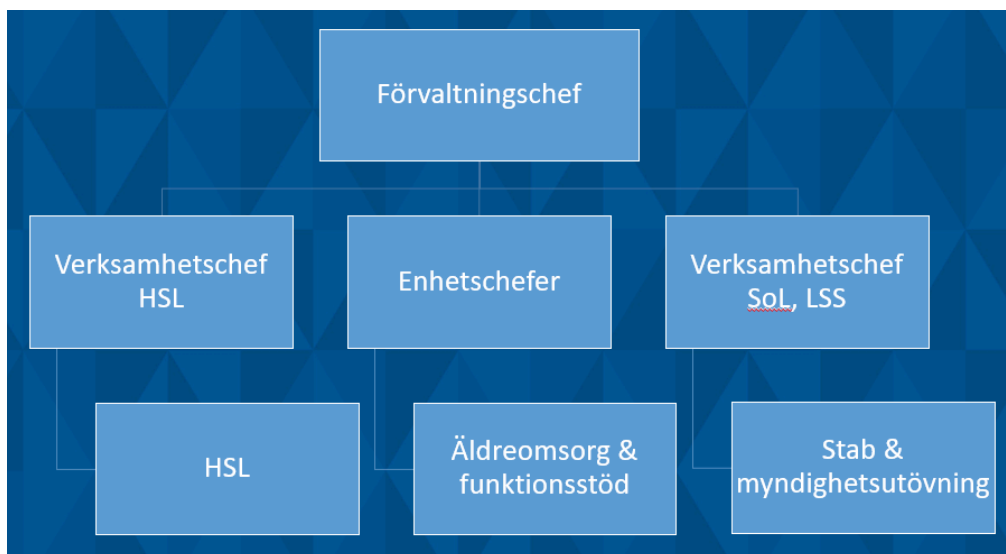 Förvaltningschef
Verksamhetschef
HSL
Enhetschefer
Verksamhetschef
SoL, LSS
HSL
Äldreomsorg &
funktionsstöd
Stab &
myndighetsutövning